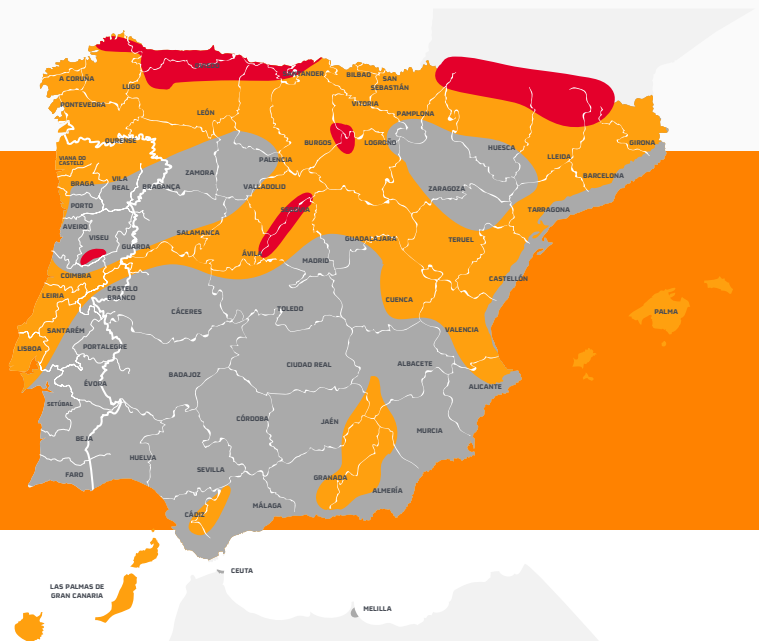 SANTANDER
BILBAO
SAN
SEBASTIÁN
A CORUÑA
LUGO
PONTEVEDRA
LEÓN
VITORIA
PAMPLONA
OURENSE
BURGOS
LOGROÑO
HUESCA
GIRONA
VIANA DO
CASTELO
PALENCIA
LLEIDA
ZAMORA
BARCELONA
BRAGA
VILA
REAL
BRAGANÇA
VALLADOLID
ZARAGOZA
PORTO
TARRAGONA
AVEIRO
VISEU
SALAMANCA
GUADALAJARA
TERUEL
GUARDA
ÁVILA
MADRID
COIMBRA
CASTELLÓN
CASTELO
BRANCO
LEIRIA
CUENCA
CÁCERES
TOLEDO
PALMA
SANTARÉM
VALENCIA
LISBOA
PORTALEGRE
CIUDAD REAL
ALBACETE
BADAJOZ
ÉVORA
ALICANTE
SETÚBAL
CÓRDOBA
JAÉN
MURCIA
BEJA
HUELVA
SEVILLA
FARO
GRANADA
ALMERÍA
MÁLAGA
CÁDIZ
CEUTA
LAS PALMAS DE
GRAN CANARIA
MELILLA